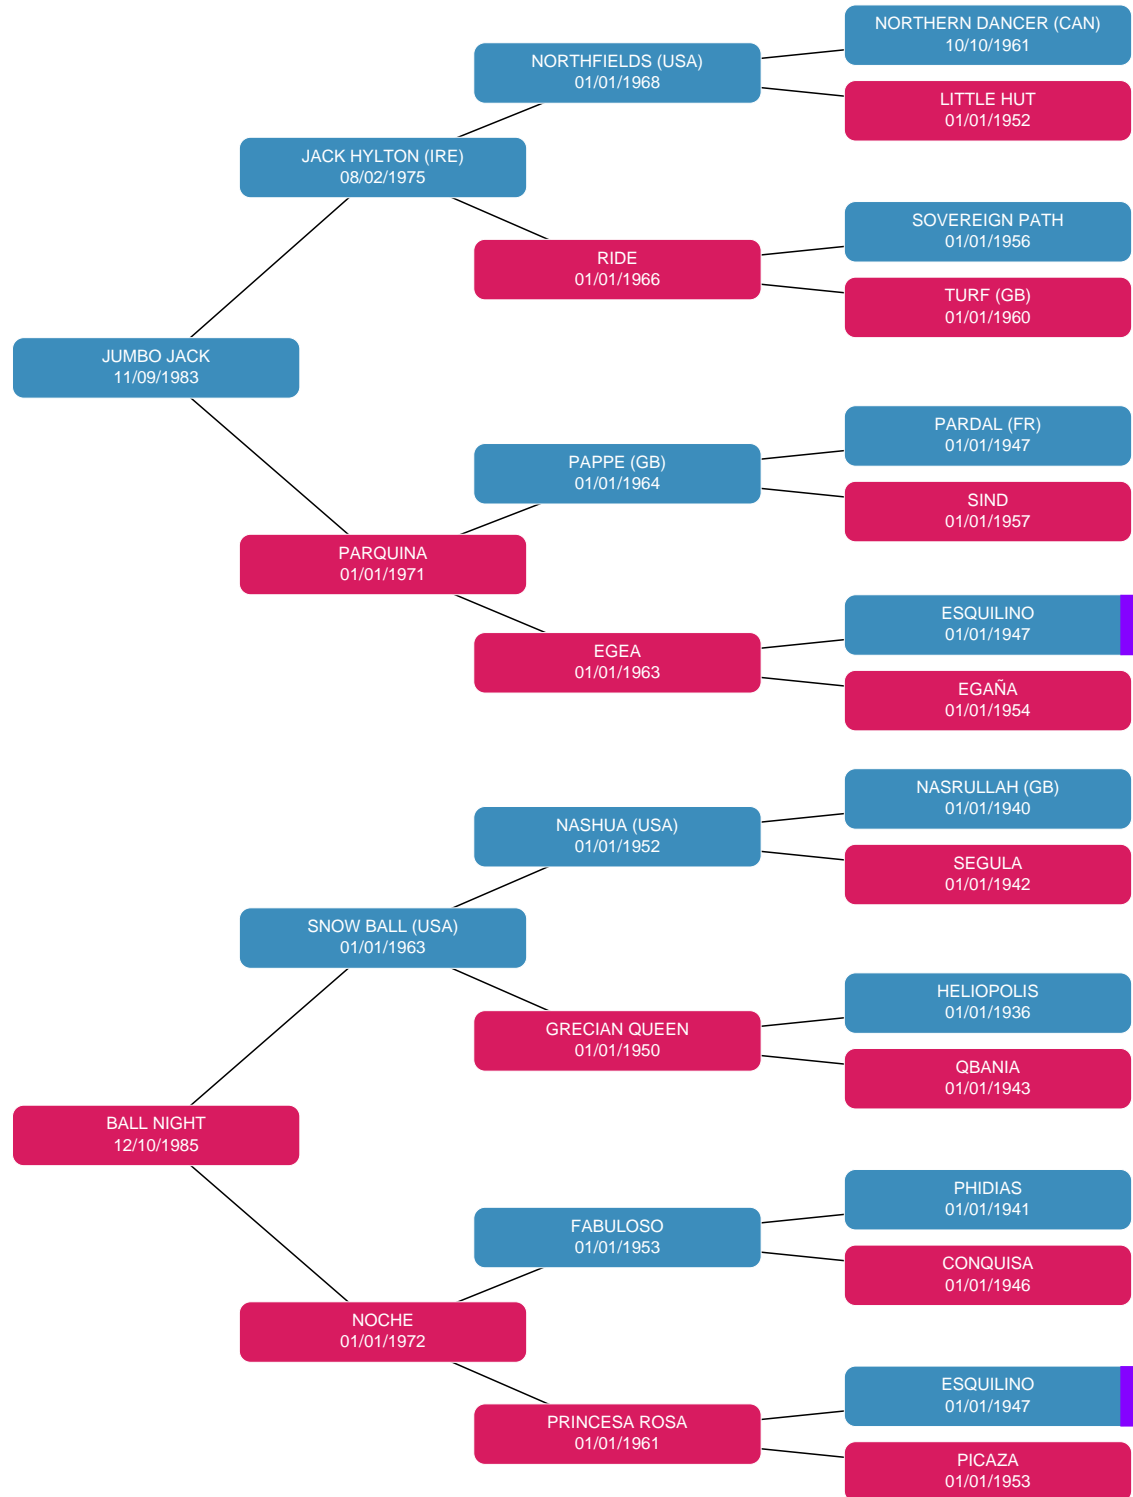 NORTHERN DANCER (CAN)
10/10/1961
NORTHFIELDS (USA)
01/01/1968
LITTLE HUT
01/01/1952
JACK HYLTON (IRE)
08/02/1975
SOVEREIGN PATH
01/01/1956
RIDE
01/01/1966
TURF (GB)
01/01/1960
JUMBO JACK
11/09/1983
PARDAL (FR)
01/01/1947
PAPPE (GB)
01/01/1964
SIND
01/01/1957
PARQUINA
01/01/1971
ESQUILINO
01/01/1947
EGEA
01/01/1963
EGAÑA
01/01/1954
NASRULLAH (GB)
01/01/1940
NASHUA (USA)
01/01/1952
SEGULA
01/01/1942
SNOW BALL (USA)
01/01/1963
HELIOPOLIS
01/01/1936
GRECIAN QUEEN
01/01/1950
QBANIA
01/01/1943
BALL NIGHT
12/10/1985
PHIDIAS
01/01/1941
FABULOSO
01/01/1953
CONQUISA
01/01/1946
NOCHE
01/01/1972
ESQUILINO
01/01/1947
PRINCESA ROSA
01/01/1961
PICAZA
01/01/1953